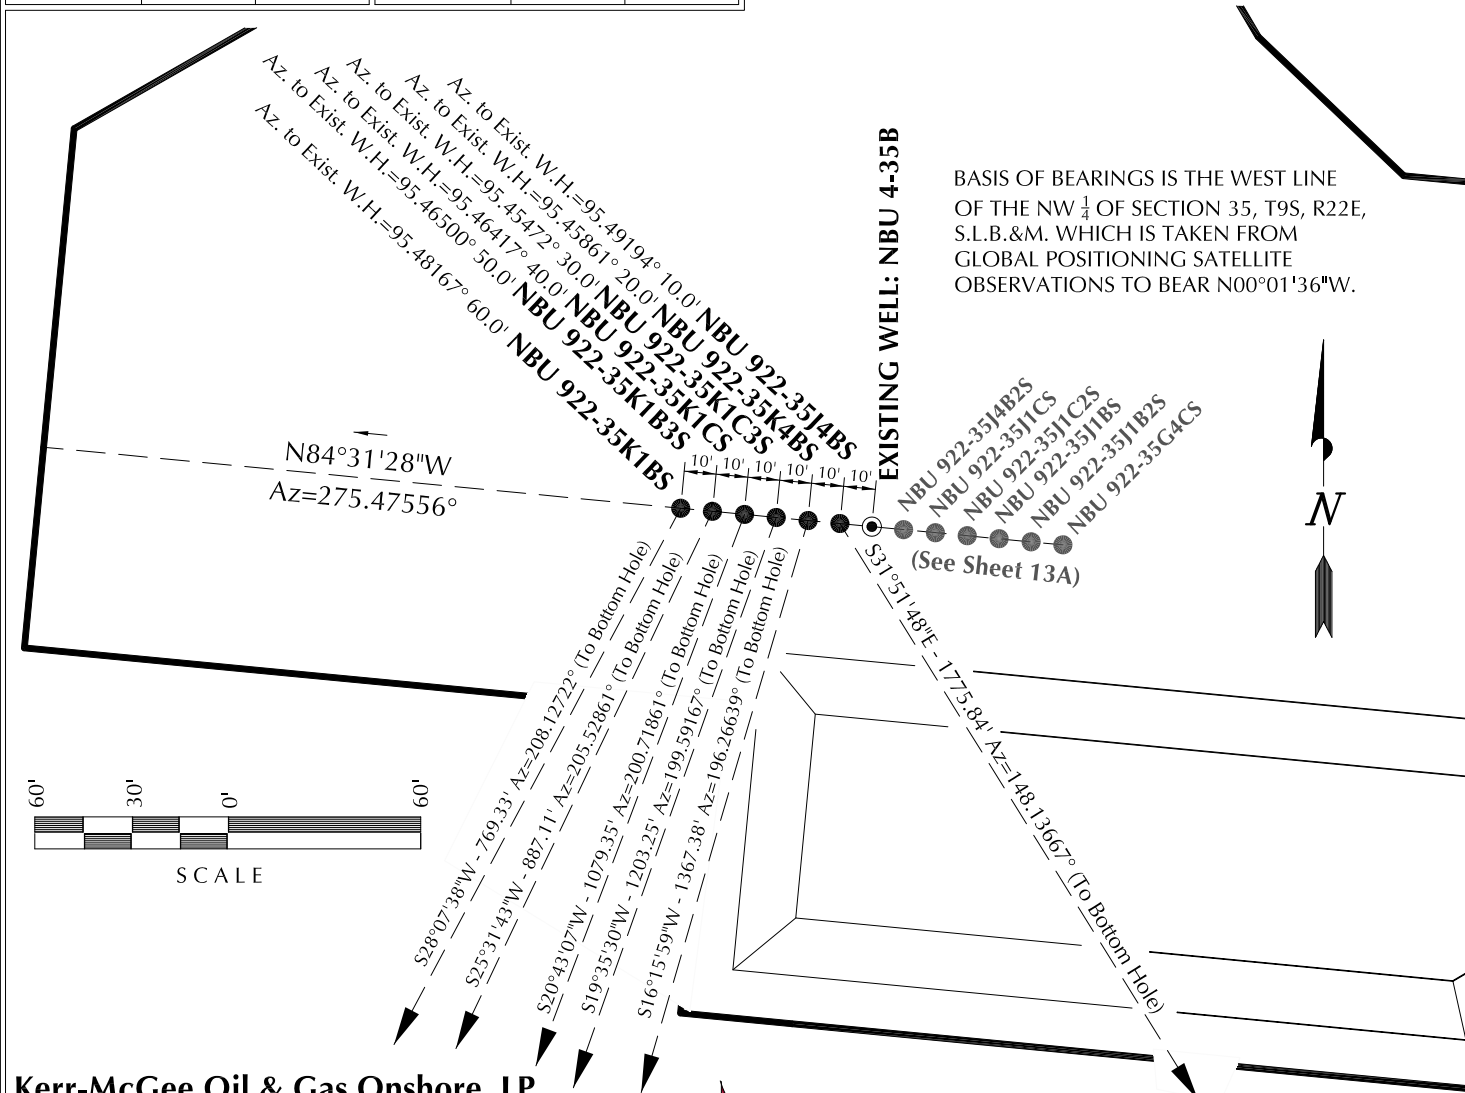 Az. to Exist. W.H.=95.49194° 10.0' NBU 922-35J4BS
Az. to Exist. W.H.=95.45861° 20.0' NBU 922-35K4BS
Az. to Exist. W.H.=95.45472° 30.0' NBU 922-35K1C3S
Az. to Exist. W.H.=95.46417° 40.0' NBU 922-35K1CS
Az. to Exist. W.H.=95.46500° 50.0' NBU 922-35K1B3S
Az. to Exist. W.H.=95.48167° 60.0' NBU 922-35K1BS
EXISTING WELL: NBU 4-35B
BASIS OF BEARINGS IS THE WEST LINE
OF THE NW 1/4 OF SECTION 35, T9S, R22E,
S.L.B.&M. WHICH IS TAKEN FROM
GLOBAL POSITIONING SATELLITE
OBSERVATIONS TO BEAR N00°01'36"W.
N84°31'28"W
Az=275.47556°
10' 10' 10' 10' 10' 10'
NBU 922-35J4B2S
NBU 922-35J1CS
NBU 922-35J1C2S
NBU 922-35J1BS
NBU 922-35J1B2S
NBU 922-35G4CS
(See Sheet 13A)
N
S28°07'38"W - 769.33' Az=208.12722° (To Bottom Hole)
S25°31'43"W - 887.11' Az=205.52861° (To Bottom Hole)
S20°43'07"W - 1079.35' Az=200.71861° (To Bottom Hole)
S19°35'30"W - 1203.25' Az=199.59167° (To Bottom Hole)
S16°15'59"W - 1367.38' Az=196.26639° (To Bottom Hole)
S31°51'48"E - 1775.84' Az=148.13667° (To Bottom Hole)
60' 30' 0' 60'
SCALE
Kerr-McGee Oil & Gas Onshore, LP